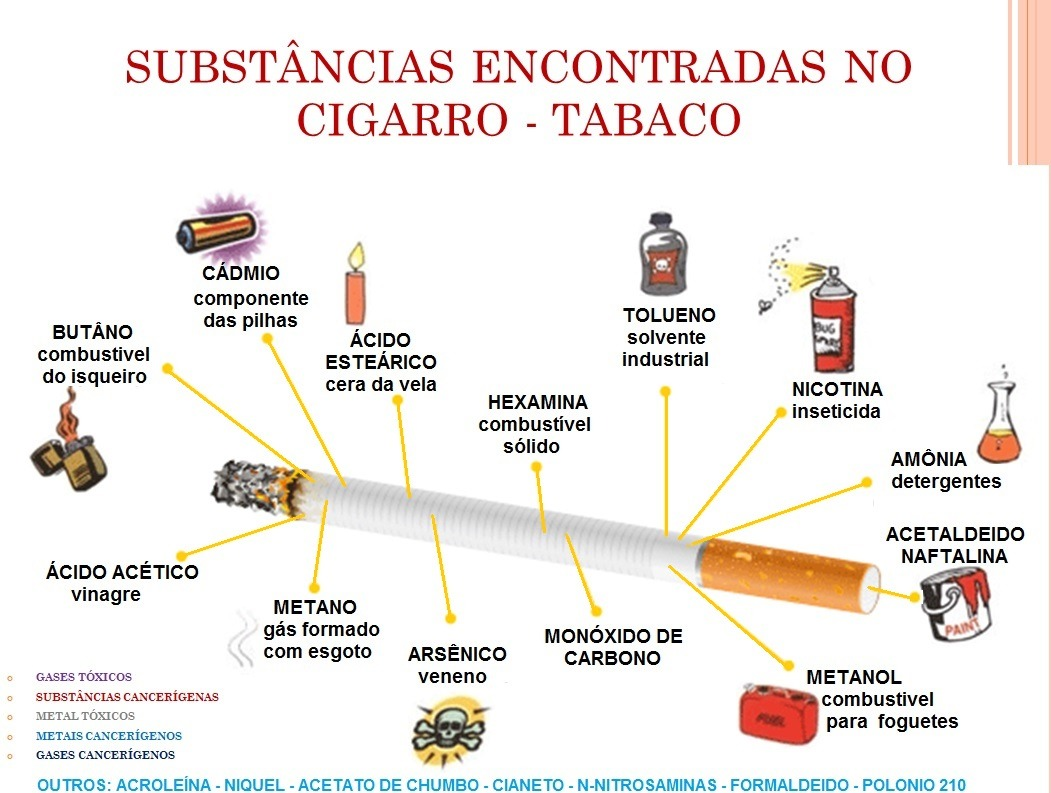 SUBSTÂNCIAS ENCONTRADAS NO
CIGARRO - TABACO
CÁDMIO
componente
das pilhas
BUTÂNO
combustivel
do isqueiro
ÁCIDO
ESTEÁRICO
cera da vela
HEXAMINA
combustível
sólido
TOLUENO
solvente
industrial
BUG
NICOTINA
inseticida
AMÔNIA
detergentes
ACETALDEIDO
NAFTALINA
PAINT
ÁCIDO ACÉTICO
vinagre
METANO
gás formado
com esgoto
ARSÊNICO
veneno
MONÓXIDO DE
CARBONO
METANOL
combustivel
para foguetes
FUEL
GASES TÓXICOS
SUBSTÂNCIAS CANCERÍGENAS
METAL TÓXICOS
METAIS CANCERÍGENOS
GASES CANCERÍGENOS
OUTROS: ACROLEÍNA - NIQUEL - ACETATO DE CHUMBO - CIANETO - N-NITROSAMINAS - FORMALDEIDO - POLONIO 210